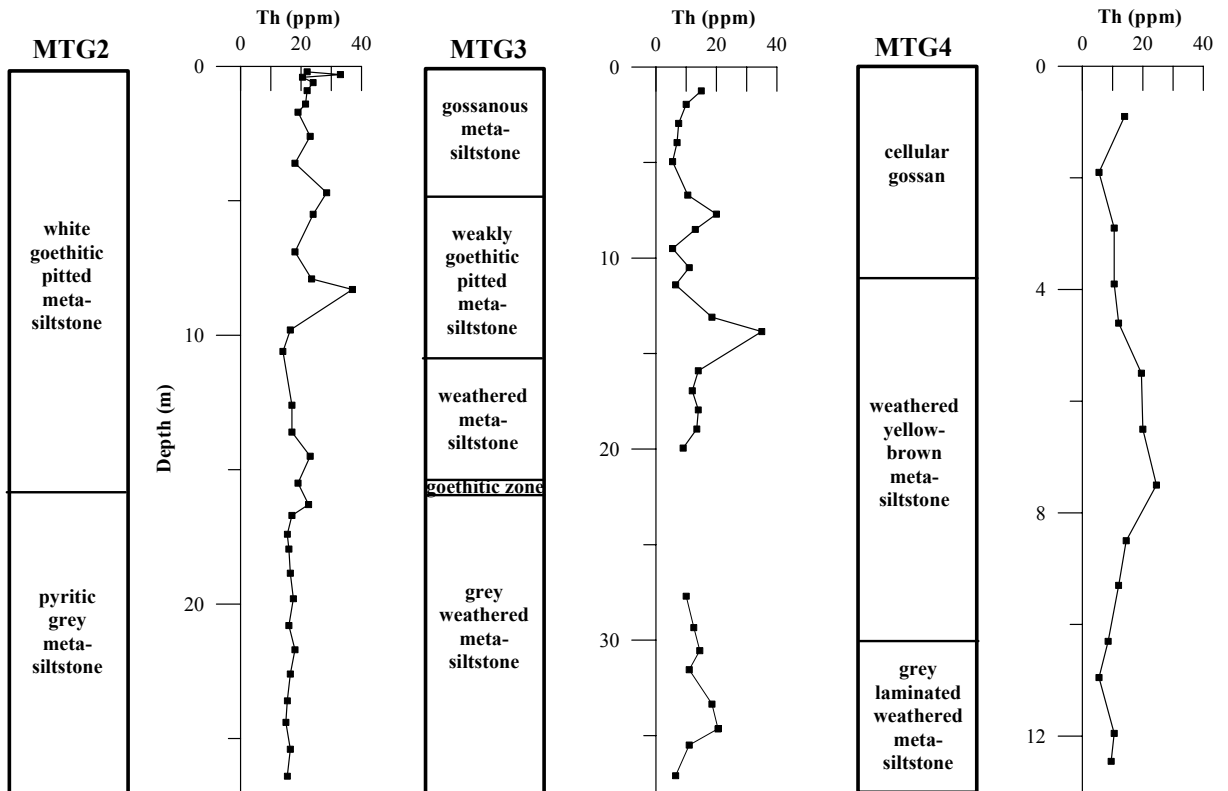 Th (ppm)
MTG2
0 20 40
0
10
20
Depth (m)
white
goethitic
pitted
meta-
siltstone
pyritic
grey
meta-
siltstone
Th (ppm)
MTG3
0 20 40
0
10
20
30
gossanous
meta-
siltstone
weakly
goethitic
pitted
meta-
siltstone
weathered
meta-
siltstone
goethitic zone
grey
weathered
meta-
siltstone
Th (ppm)
MTG4
0 10 20 30 40
0
4
8
12
cellular
gossan
weathered
yellow-
brown
meta-
siltstone
grey
laminated
weathered
meta-
siltstone